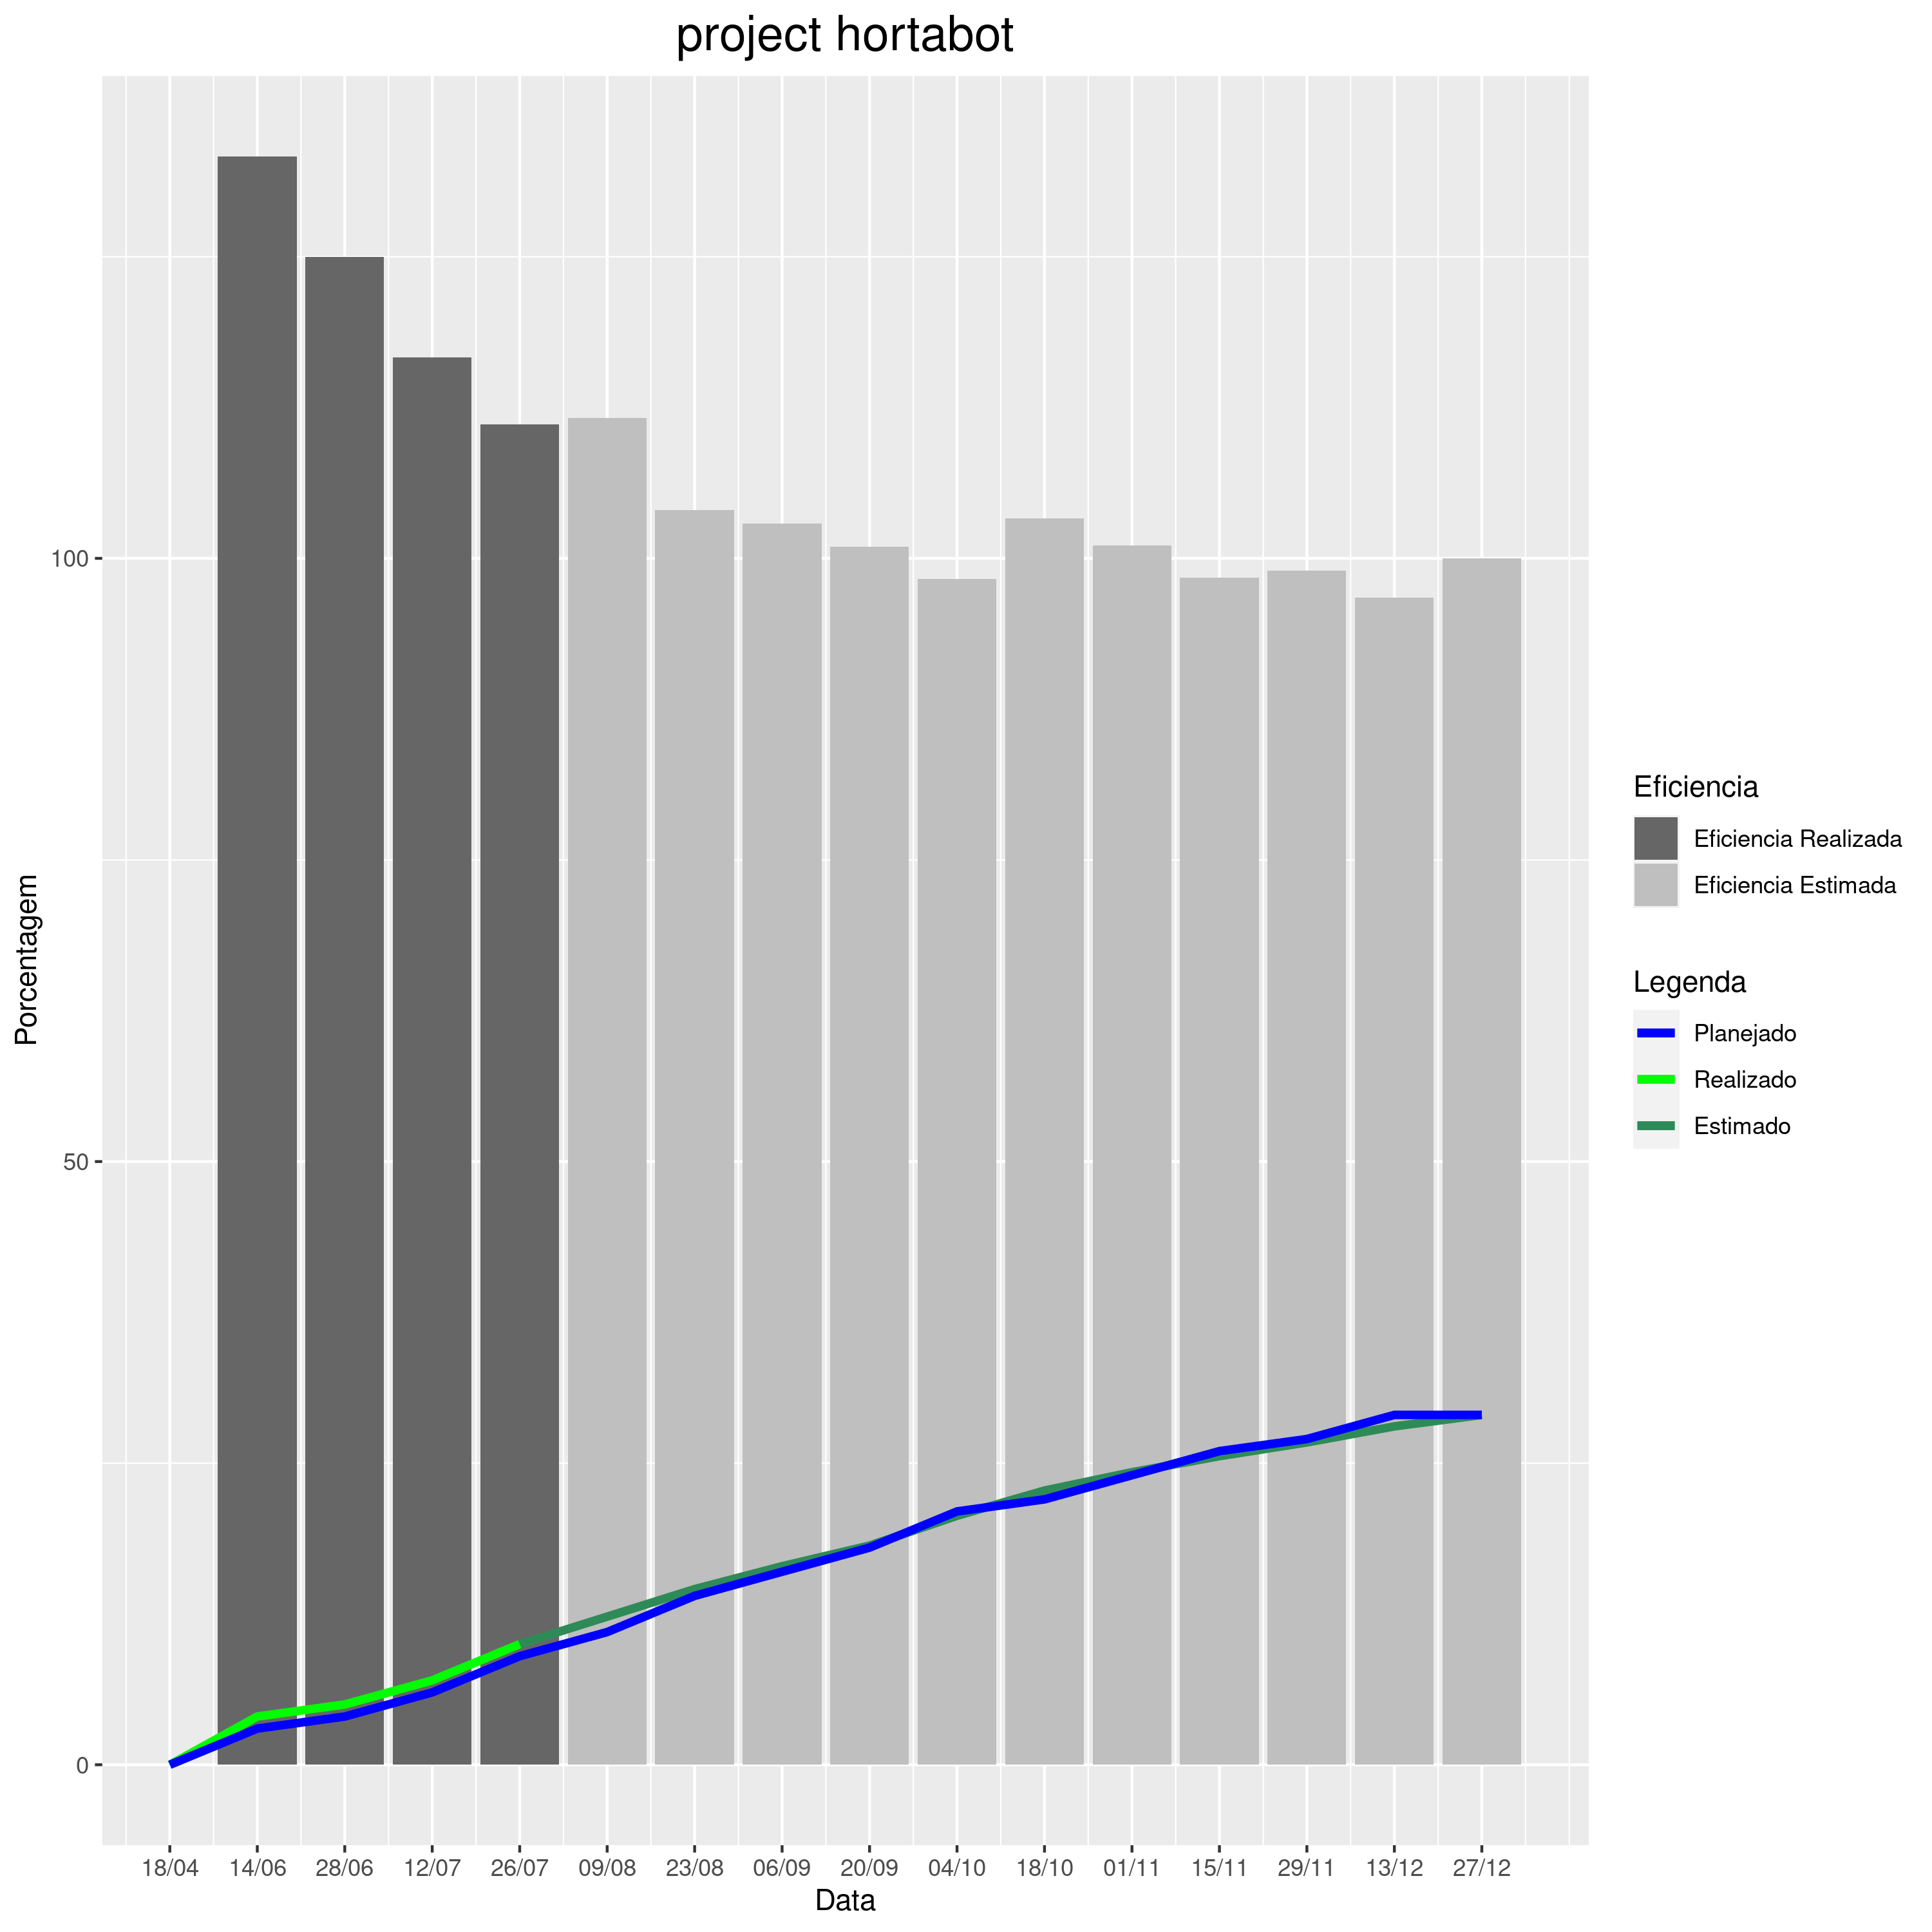 project hortabot
Porcentagem
100
50
0
18/04 14/06 28/06 12/07 26/07 09/08 23/08 06/09 20/09 04/10 18/10 01/11 15/11 29/11 13/12 27/12
Data
Eficiencia
Eficiencia Realizada
Eficiencia Estimada
Legenda
Planejado
Realizado
Estimado